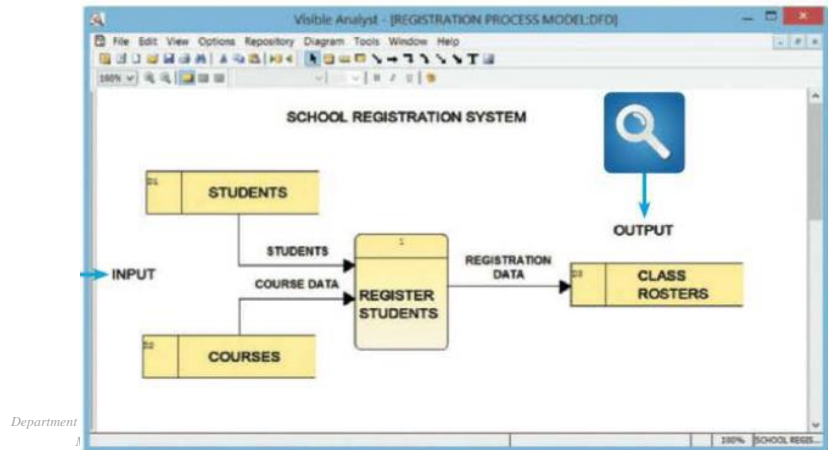 Visible Analyst - [REGISTRATION PROCESS MODEL:DFD]
File Edit View Options Repository Diagram Tools Window Help
100%
SCHOOL REGISTRATION SYSTEM
D1
STUDENTS
OUTPUT
STUDENTS
1
REGISTRATION
DATA
INPUT
COURSE DATA
REGISTER
STUDENTS
D3
CLASS
ROSTERS
D2
COURSES
Department
100% SCHOOL REGIS...